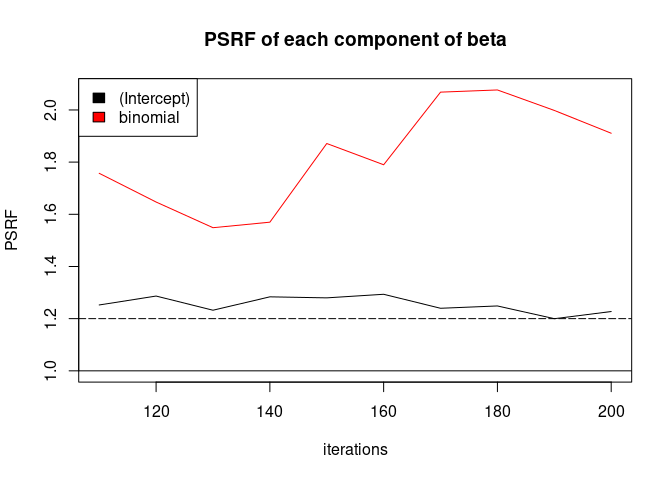 PSRF of each component of beta
(Intercept)
binomial
PSRF
2.0
1.8
1.6
1.4
1.2
1.0
120 140 160 180 200
iterations